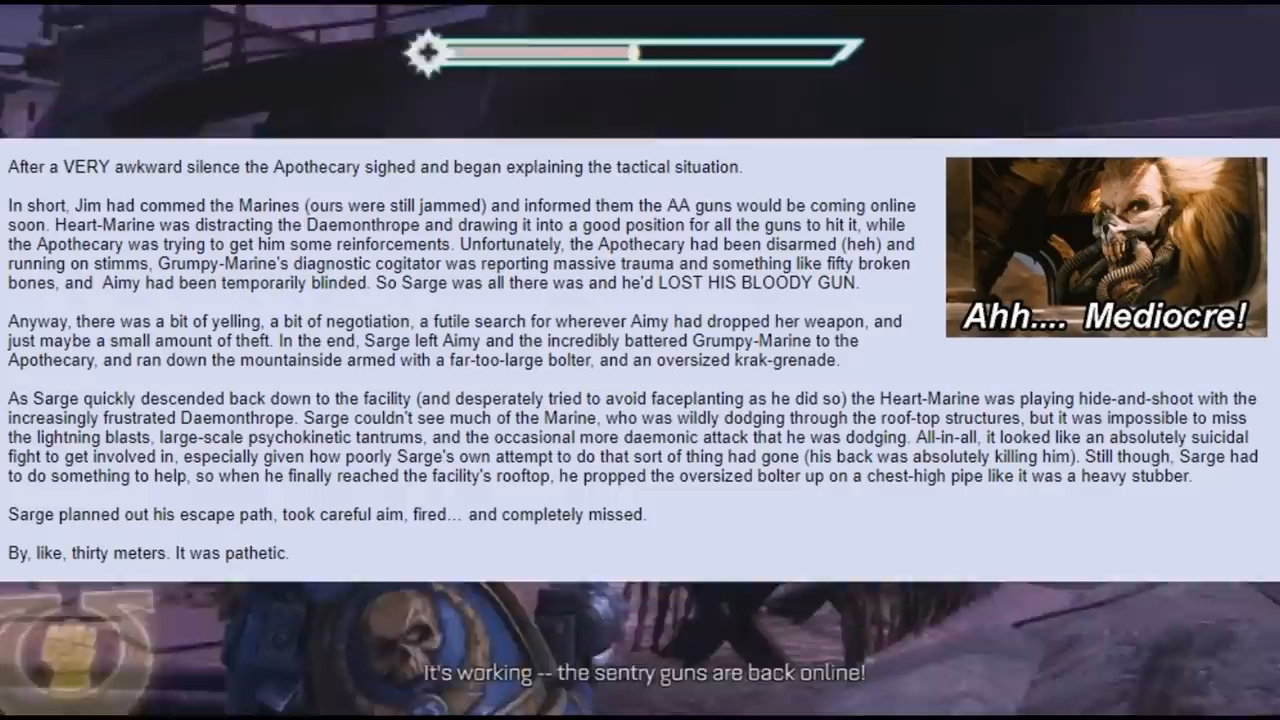 After a VERY awkward silence the Apothecary sighed and began explaining the tactical situation.
In short, Jim had commed the Marines (ours were still jammed) and informed them the AA guns would be coming online
soon. Heart-Marine was distracting the Daemonthrope and drawing it into a good position for all the guns to hit it, while
the Apothecary was trying to get him some reinforcements. Unfortunately, the Apothecary had been disarmed (heh) and
running on stimms, Grumpy-Marine's diagnostic cogitator was reporting massive trauma and something like fifty broken
bones, and  Aimy had been temporarily blinded. So Sarge was all there was and he'd LOST HIS BLOODY GUN.
Ahh.... Mediocre!
Anyway, there was a bit of yelling, a bit of negotiation, a futile search for wherever Aimy had dropped her weapon, and
just maybe a small amount of theft. In the end, Sarge left Aimy and the incredibly battered Grumpy-Marine to the
Apothecary, and ran down the mountainside armed with a far-too-large bolter, and an oversized krak-grenade.
As Sarge quickly descended back down to the facility (and desperately tried to avoid faceplanting as he did so) the Heart-Marine was playing hide-and-shoot with the
increasingly frustrated Daemonthrope. Sarge couldn't see much of the Marine, who was wildly dodging through the roof-top structures, but it was impossible to miss
the lightning blasts, large-scale psychokinetic tantrums, and the occasional more daemonic attack that he was dodging. All-in-all, it looked like an absolutely suicidal
fight to get involved in, especially given how poorly Sarge's own attempt to do that sort of thing had gone (his back was absolutely killing him). Still though, Sarge had
to do something to help, so when he finally reached the facility's rooftop, he propped the oversized bolter up on a chest-high pipe like it was a heavy stubber.
Sarge planned out his escape path, took careful aim, fired... and completely missed.
By, like, thirty meters. It was pathetic.
It's working -- the sentry guns are back online!